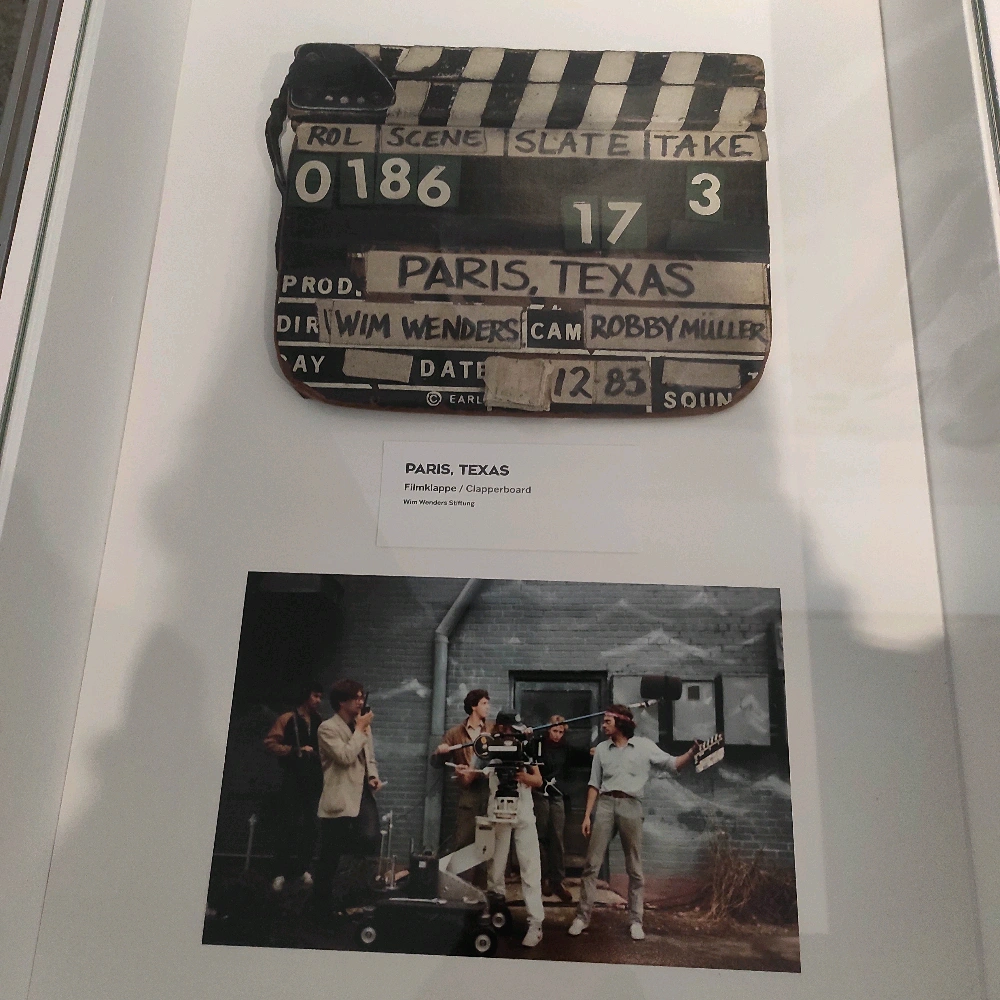 ROL SCENE SLATE TAKE
0186 17 3
PROD. PARIS, TEXAS
DIR WIM WENDERS CAM ROBBY MÜLLER
AY DATE 12 83
© EARL SOUN
PARIS, TEXAS
Filmklappe / Clapperboard
Wim Wenders Stiftung